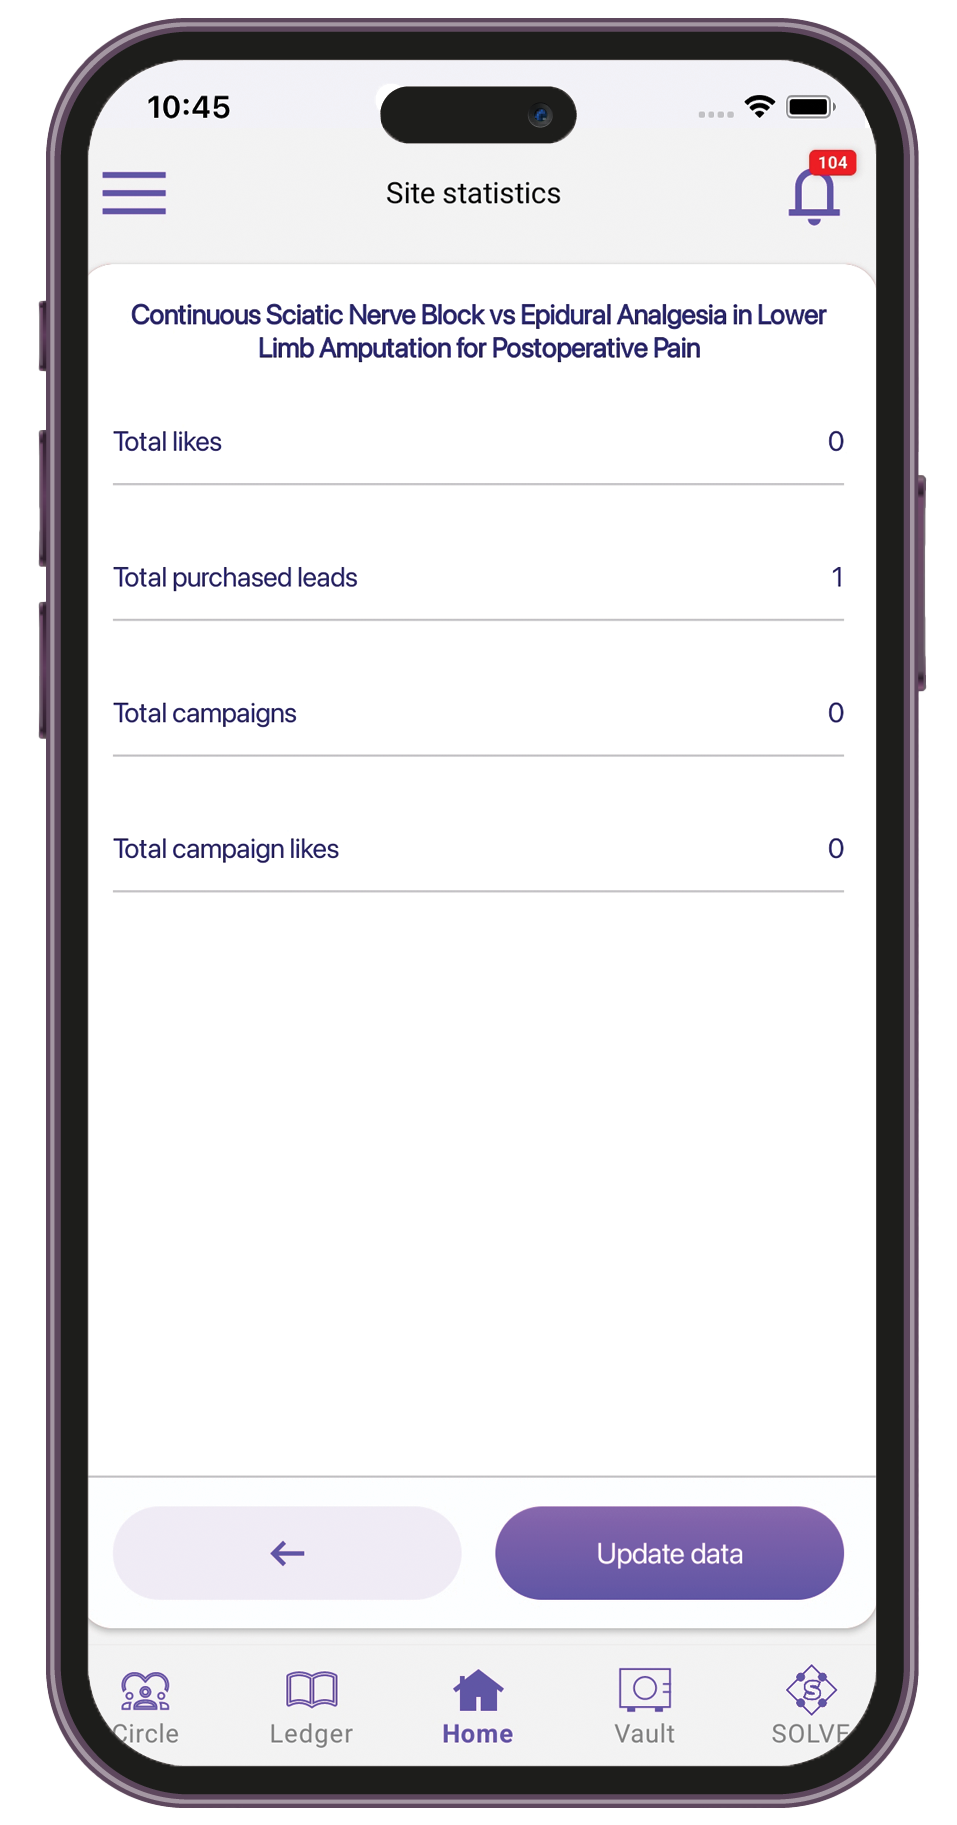 10:45
104
Site statistics
Continuous Sciatic Nerve Block vs Epidural Analgesia in Lower
Limb Amputation for Postoperative Pain
Total likes 0
Total purchased leads 1
Total campaigns 0
Total campaign likes 0
Update data
Circle Ledger Home Vault SOLVE